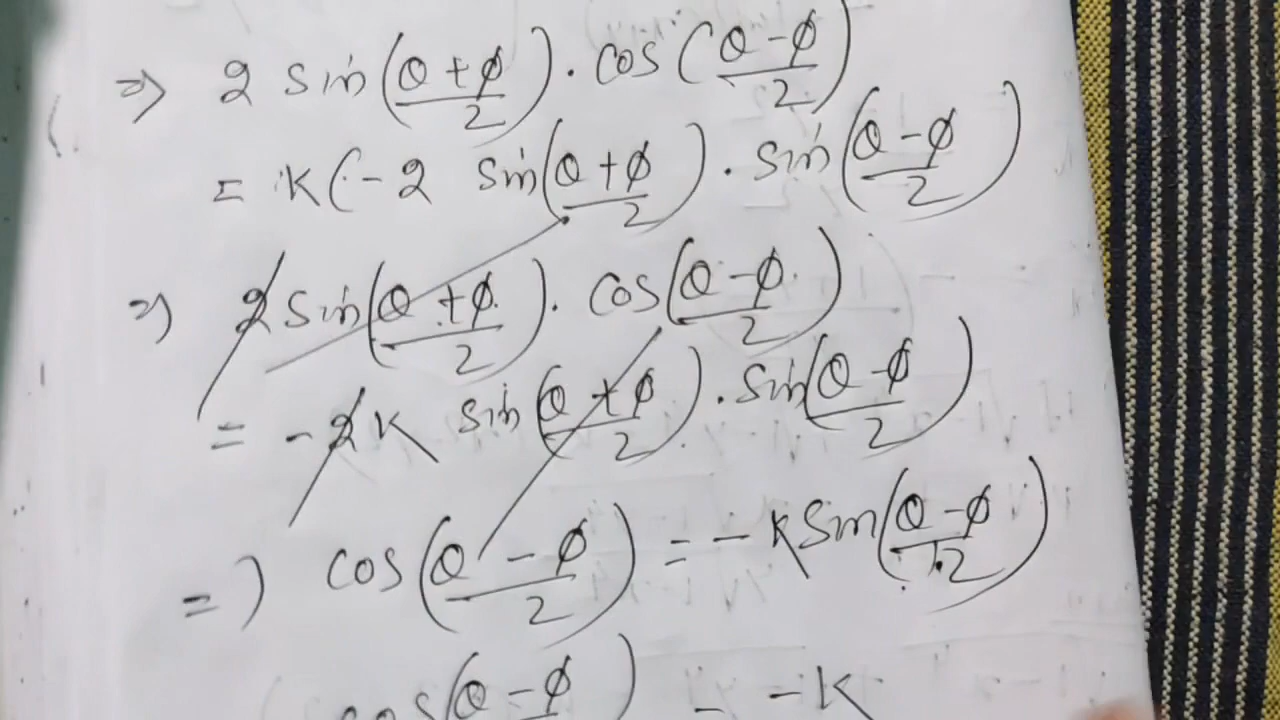 ⇒ 2 sin(θ+φ/2) . cos(θ-φ/2)
= k(-2 sin(θ+φ/2) . sin(θ-φ/2)
⇒ 2 sin(θ+φ/2) . cos(θ-φ/2)
= -2k sin(θ+φ/2) . sin(θ-φ/2)
=) cos(θ-φ/2) = -k sin(θ-φ/2)
cos(θ-φ) = -k